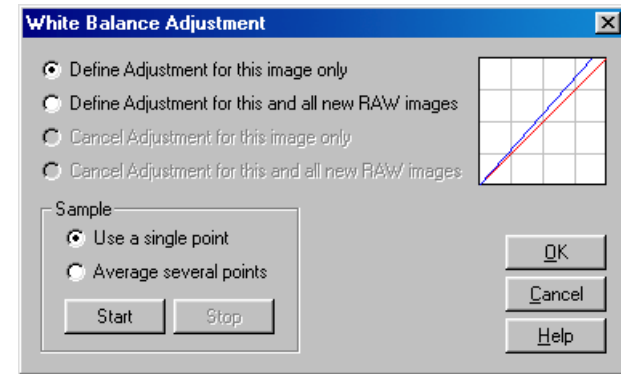 White Balance Adjustment
Define Adjustment for this image only
Define Adjustment for this and all new RAW images
Cancel Adjustment for this image only
Cancel Adjustment for this and all new RAW images
Sample
Use a single point
Average several points
Start
Stop
OK
Cancel
Help